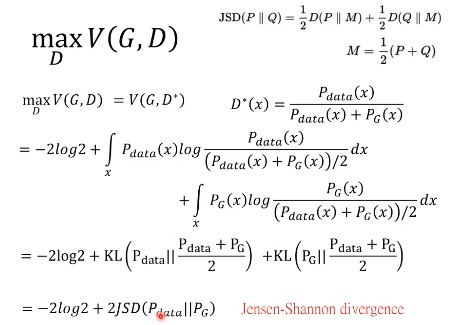 max V(G, D)
D
JSD(P ∥ Q) = 1/2 D(P ∥ M) + 1/2 D(Q ∥ M)
M = 1/2 (P + Q)
max V(G, D) = V(G, D*)
D
D*(x) = P_data(x) / (P_data(x) + P_G(x))
= −2log2 + ∫_x P_data(x)log P_data(x) / ((P_data(x) + P_G(x))/2) dx
+ ∫_x P_G(x)log P_G(x) / ((P_data(x) + P_G(x))/2) dx
= −2log2 + KL(P_data|| (P_data + P_G)/2) +KL(P_G|| (P_data + P_G)/2)
= −2log2 + 2JSD(P_data||P_G) Jensen-Shannon divergence